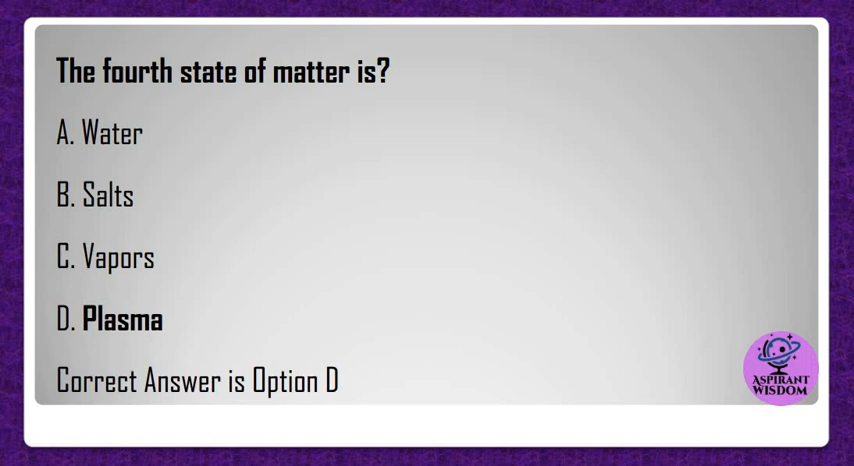 The fourth state of matter is?
A. Water
B. Salts
C. Vapors
D. Plasma
Correct Answer is Option D
ASPIRANT
WISDOM